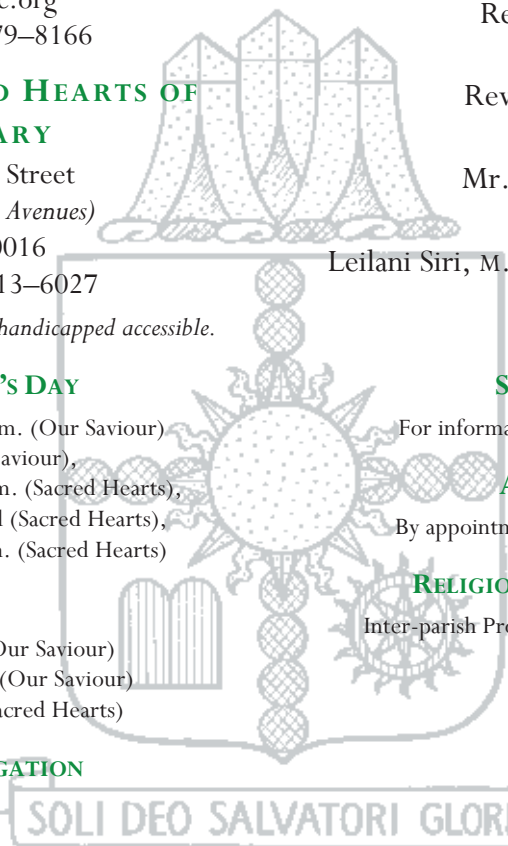 c.org
79–8166
D HEARTS OF
ARY
Street
Avenues)
0016
13–6027
handicapped accessible.
'S DAY
m. (Our Saviour)
aviour),
m. (Sacred Hearts),
l (Sacred Hearts),
n. (Sacred Hearts)
Our Saviour)
(Our Saviour)
acred Hearts)
GATION
Re
Rev
Mr.
Leilani Siri, M.
S
For informa
A
By appointm
RELIGIO
Inter-parish Pro
SOLI DEO SALVATORI GLORI